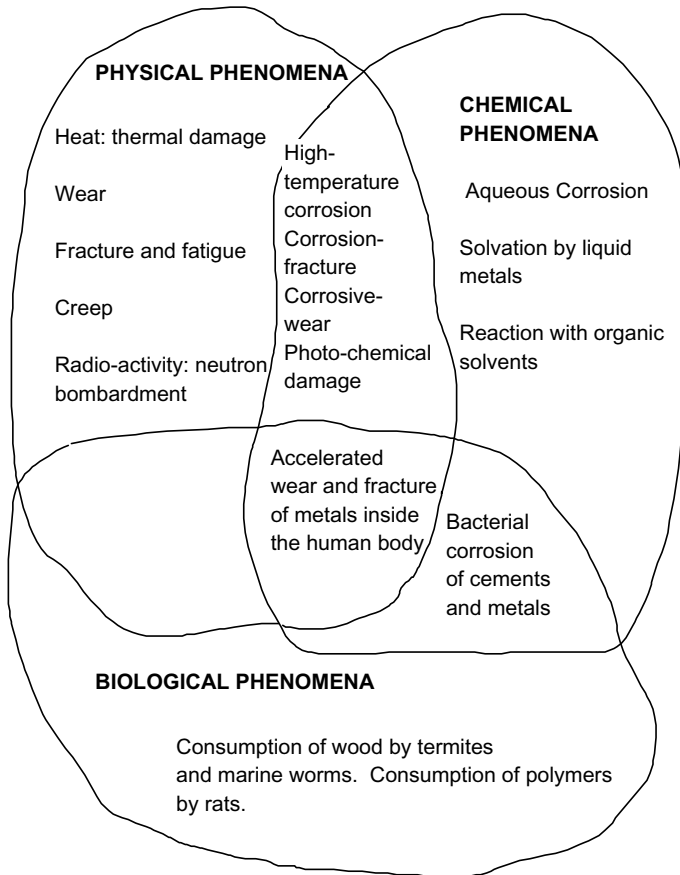 PHYSICAL PHENOMENA
Heat: thermal damage
Wear
Fracture and fatigue
Creep
Radio-activity: neutron
bombardment
High-
temperature
corrosion
Corrosion-
fracture
Corrosive-
wear
Photo-chemical
damage
CHEMICAL
PHENOMENA
Aqueous Corrosion
Solvation by liquid
metals
Reaction with organic
solvents
Accelerated
wear and fracture
of metals inside
the human body
Bacterial
corrosion
of cements
and metals
BIOLOGICAL PHENOMENA
Consumption of wood by termites
and marine worms.  Consumption of polymers
by rats.